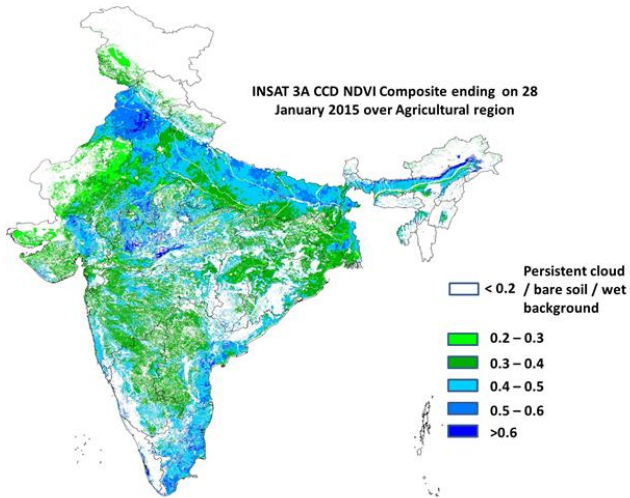 INSAT 3A CCD NDVI Composite ending on 28
January 2015 over Agricultural region
< 0.2 Persistent cloud
/ bare soil / wet
background
0.2 – 0.3
0.3 – 0.4
0.4 – 0.5
0.5 – 0.6
>0.6